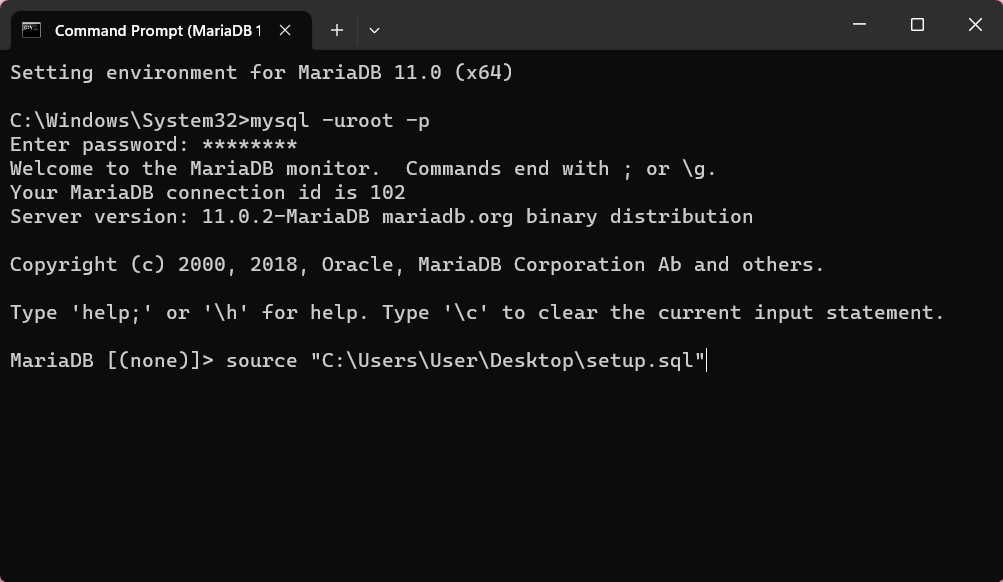 Command Prompt (MariaDB 1
Setting environment for MariaDB 11.0 (x64)
C:\Windows\System32>mysql -uroot -p
Enter password: ********
Welcome to the MariaDB monitor.  Commands end with ; or \g.
Your MariaDB connection id is 102
Server version: 11.0.2-MariaDB mariadb.org binary distribution
Copyright (c) 2000, 2018, Oracle, MariaDB Corporation Ab and others.
Type 'help;' or '\h' for help. Type '\c' to clear the current input statement.
MariaDB [(none)]> source "C:\Users\User\Desktop\setup.sql"